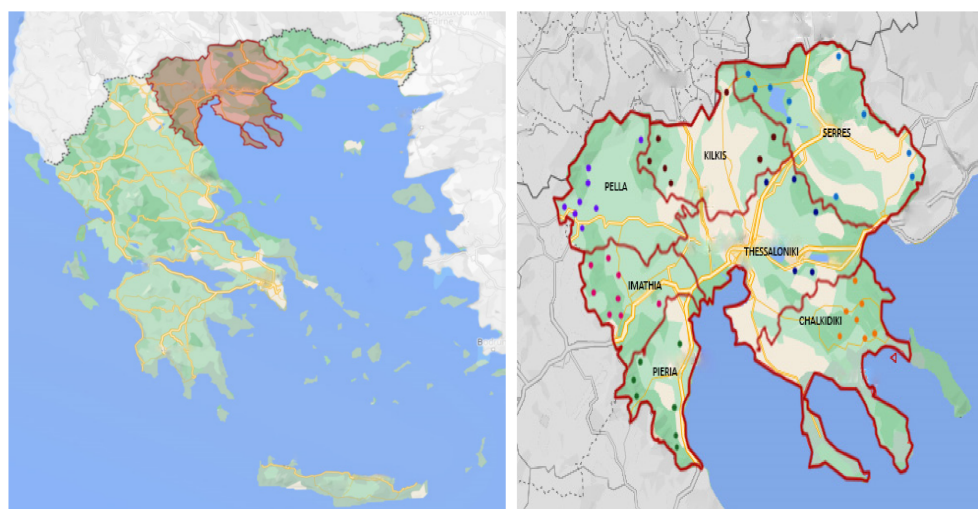 SERRES
KILKIS
PELLA
THESSALONIKI
IMATHIA
CHALKIDIKI
PIERIA